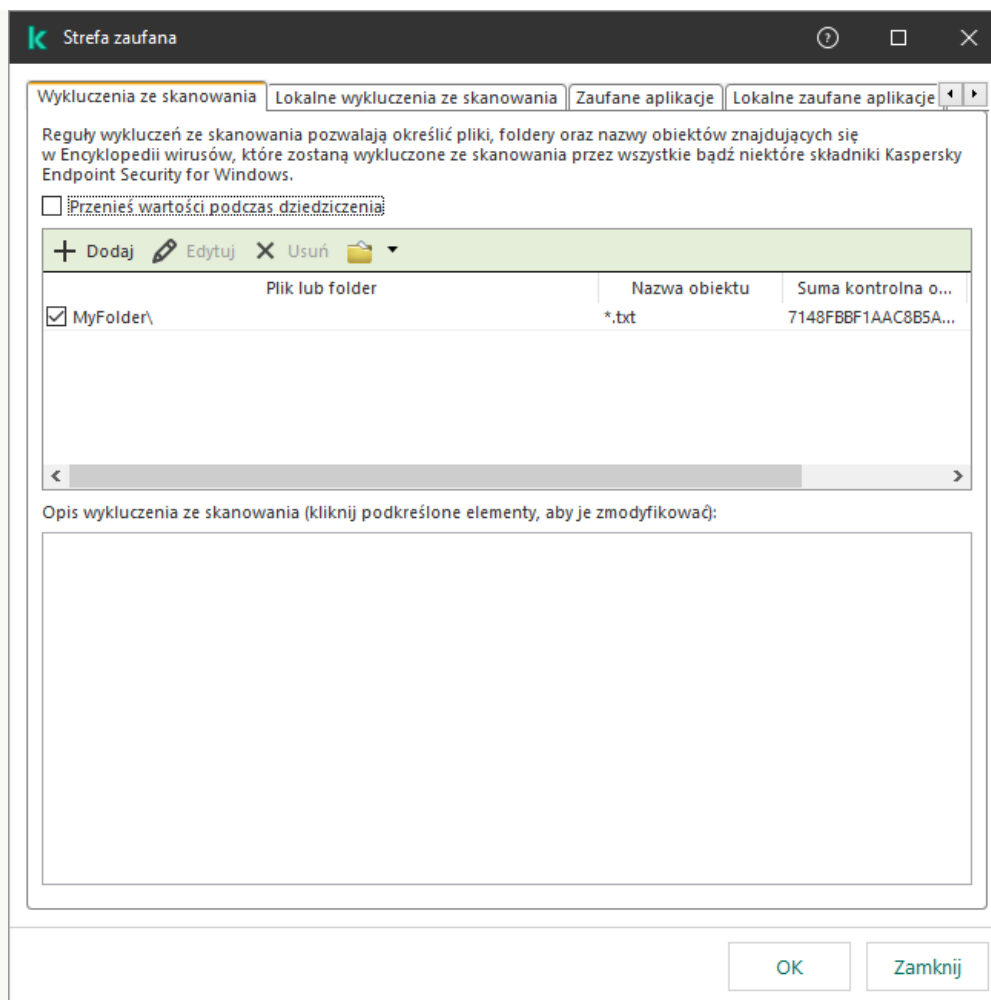 Strefa zaufana
Wykluczenia ze skanowania
Lokalne wykluczenia ze skanowania
Zaufane aplikacje
Lokalne zaufane aplikacje
Reguły wykluczeń ze skanowania pozwalają określić pliki, foldery oraz nazwy obiektów znajdujących się
w Encyklopedii wirusów, które zostaną wykluczone ze skanowania przez wszystkie bądź niektóre składniki Kaspersky
Endpoint Security for Windows.
Przenieś wartości podczas dziedziczenia
Dodaj
Edytuj
Usuń
Plik lub folder
Nazwa obiektu
Suma kontrolna o...
MyFolder\
*.txt
7148FBBF1AAC8B5A...
Opis wykluczenia ze skanowania (kliknij podkreślone elementy, aby je zmodyfikować):
OK
Zamknij